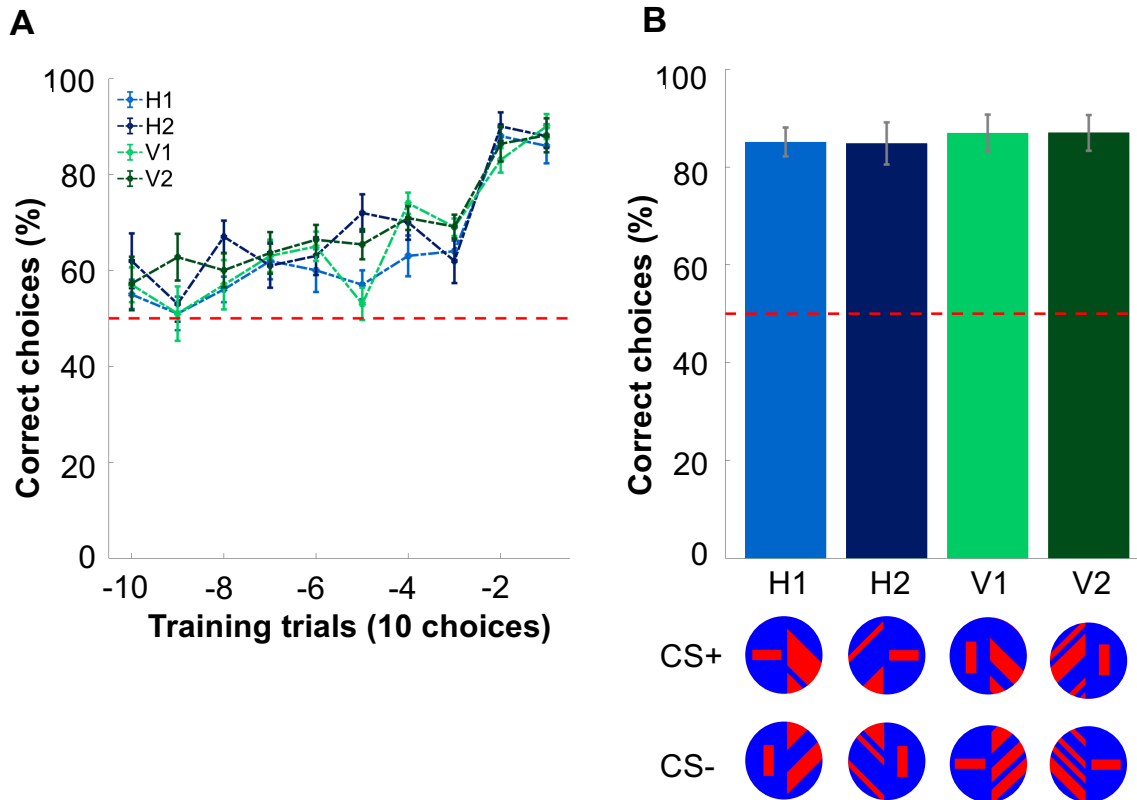 A
100
80
60
40
20
0
Correct choices (%)
H1
H2
V1
V2
-10
-8
-6
-4
-2
Training trials (10 choices)
B
100
80
60
40
20
0
Correct choices (%)
H1 H2 V1 V2
CS+
CS-